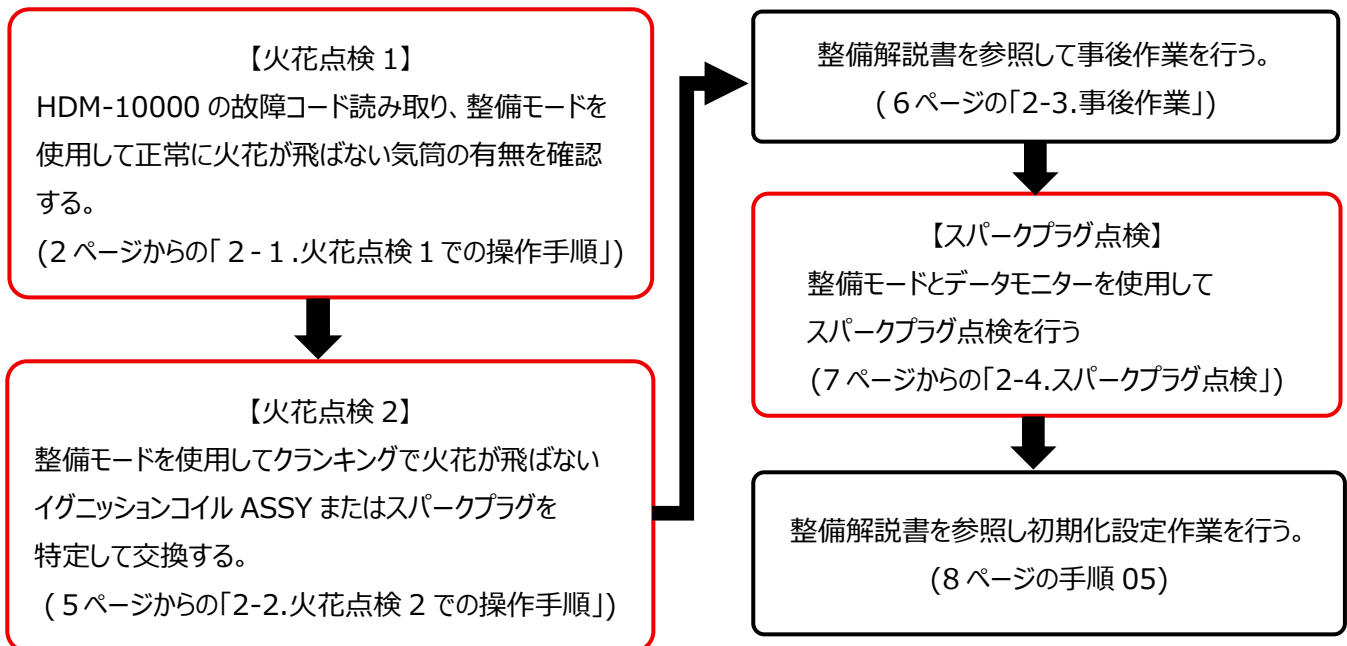 【火花点検 1】
HDM-10000 の故障コード読み取り、整備モードを
使用して正常に火花が飛ばない気筒の有無を確認
する。
(2 ページからの「２-１.火花点検１での操作手順」)
【火花点検 2】
整備モードを使用してクランキングで火花が飛ばない
イグニッションコイル ASSY またはスパークプラグを
特定して交換する。
(５ページからの「2-2.火花点検 2 での操作手順」)
整備解説書を参照して事後作業を行う。
(６ページの「2-3.事後作業」)
【スパークプラグ点検】
整備モードとデータモニターを使用して
スパークプラグ点検を行う
(7 ページからの「2-4.スパークプラグ点検」)
整備解説書を参照し初期化設定作業を行う。
(8 ページの手順 05)